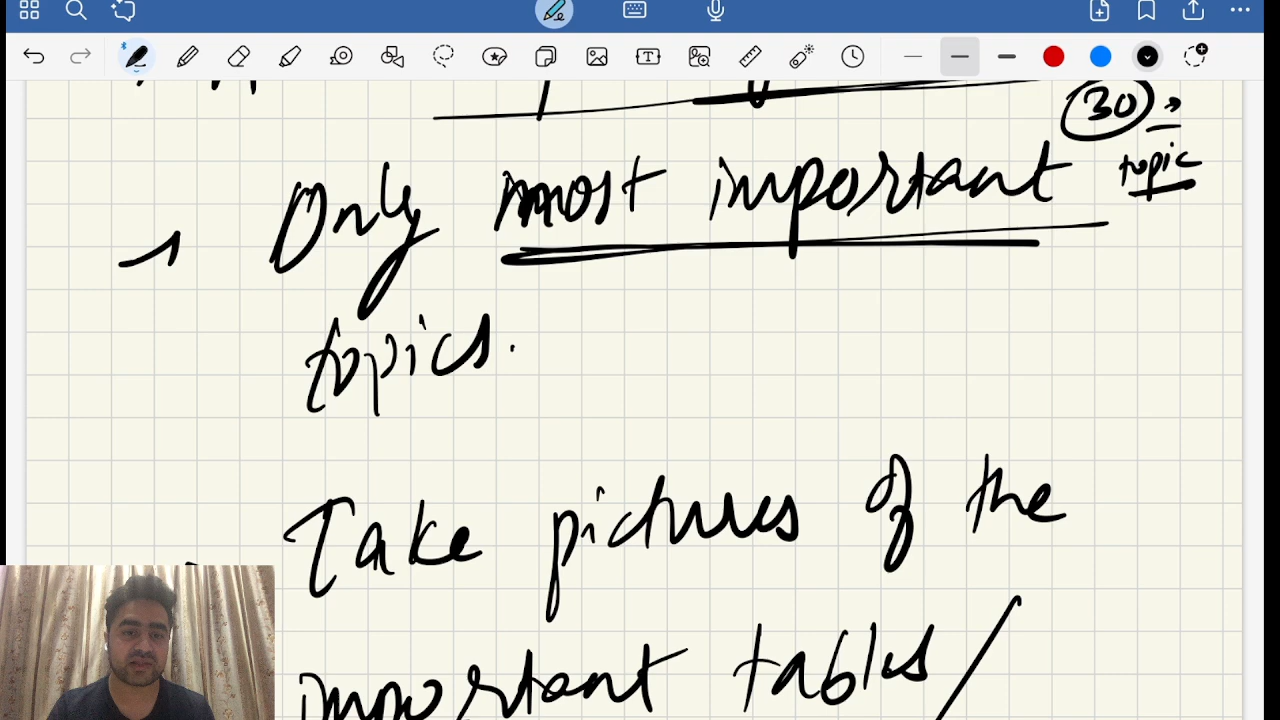 30
topic
Only most important
topics.
Take pictures of the
important tables/